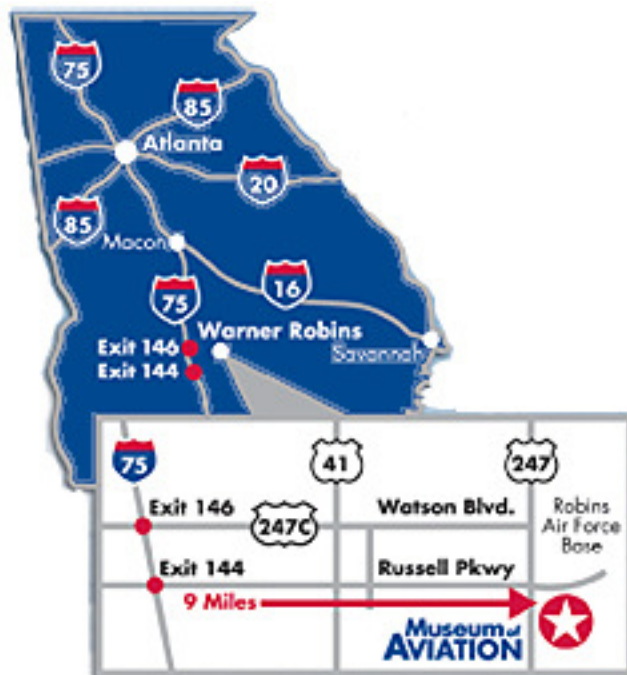 75
85
Atlanta
20
85
Macon
75
16
Warner Robins
Exit 146
Savannah
Exit 144
75
41
247
Exit 146
247C
Watson Blvd.
Robins
Air Force
Base
Exit 144
Russell Pkwy
9 Miles
Museum of
AVIATION